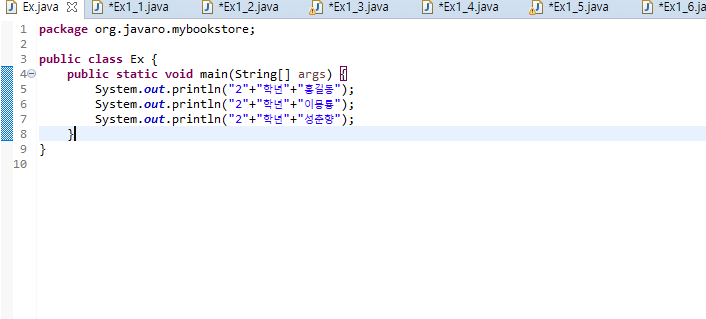 Ex.java *Ex1_1.java *Ex1_2.java *Ex1_3.java *Ex1_4.java *Ex1_5.java *Ex1_6.jav
1 package org.javaro.mybookstore;
2
3 public class Ex {
4 public static void main(String[] args) {
5 System.out.println("2"+"학년"+"홍길동");
6 System.out.println("2"+"학년"+"이몽룡");
7 System.out.println("2"+"학년"+"성춘향");
8 }
9 }
10